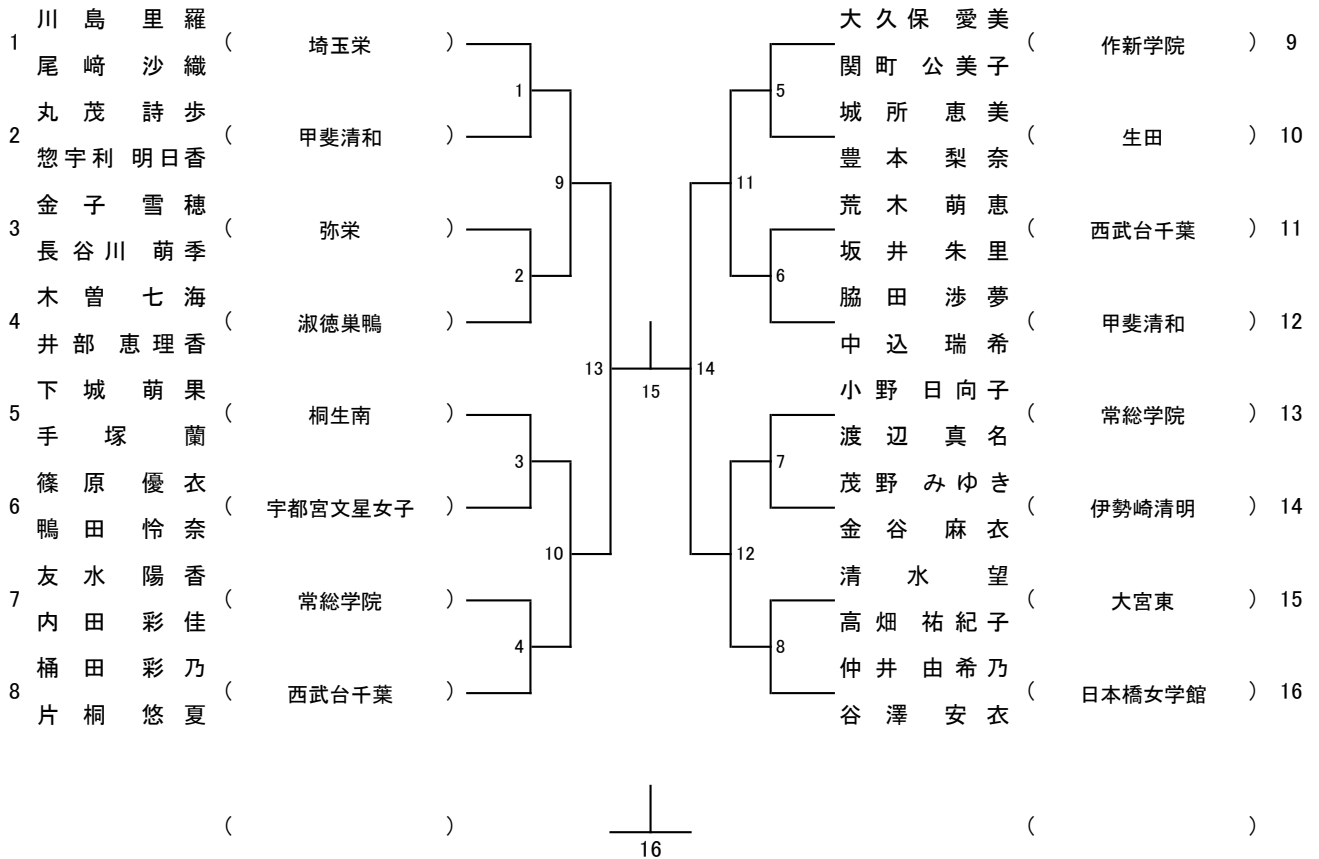 川島 里羅
1 ( 埼玉栄 )
尾﨑 沙織
丸茂 詩歩
2 ( 甲斐清和 )
惣宇利 明日香
金子 雪穂
3 ( 弥栄 )
長谷川 萌季
木曽 七海
4 ( 淑徳巣鴨 )
井部 恵理香
下城 萌果
5 ( 桐生南 )
手塚 蘭
篠原 優衣
6 ( 宇都宮文星女子 )
鴨田 怜奈
友水 陽香
7 ( 常総学院 )
内田 彩佳
桶田 彩乃
8 ( 西武台千葉 )
片桐 悠夏
1
2
3
4
9
10
13
15
14
11
12
5
6
7
8
大久保 愛美
( 作新学院 ) 9
関町 公美子
城所 恵美
( 生田 ) 10
豊本 梨奈
荒木 萌恵
( 西武台千葉 ) 11
坂井 朱里
脇田 渉夢
( 甲斐清和 ) 12
中込 瑞希
小野 日向子
( 常総学院 ) 13
渡辺 真名
茂野 みゆき
( 伊勢崎清明 ) 14
金谷 麻衣
清水 望
( 大宮東 ) 15
高畑 祐紀子
仲井 由希乃
( 日本橋女学館 ) 16
谷澤 安衣
( ) ( )
16